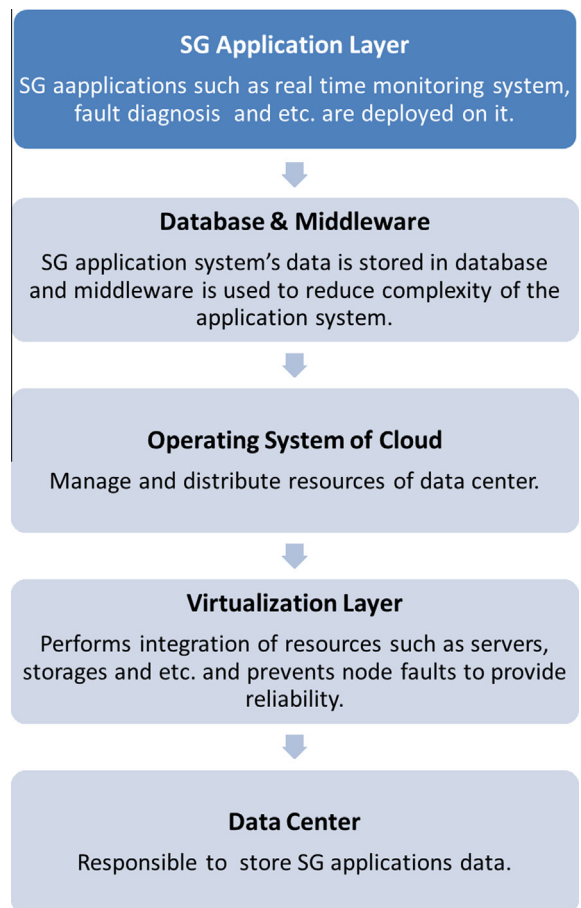 SG Application Layer
SG aapplications such as real time monitoring system,
fault diagnosis and etc. are deployed on it.
Database & Middleware
SG application system's data is stored in database
and middleware is used to reduce complexity of the
application system.
Operating System of Cloud
Manage and distribute resources of data center.
Virtualization Layer
Performs integration of resources such as servers,
storages and etc. and prevents node faults to provide
reliability.
Data Center
Responsible to store SG applications data.